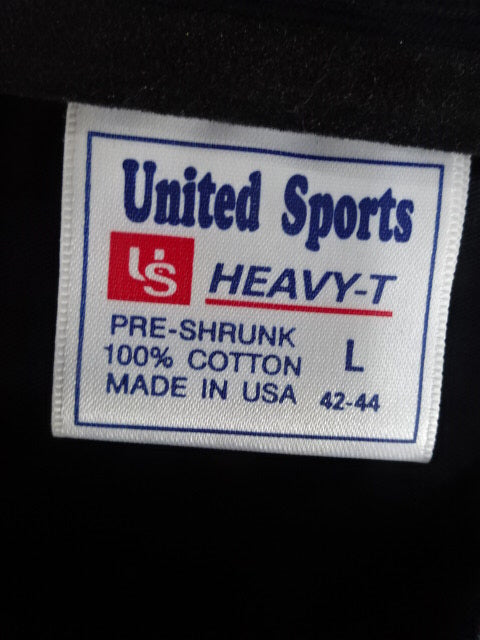 United Sports
US HEAVY-T
PRE-SHRUNK
100% COTTON L
MADE IN USA 42-44